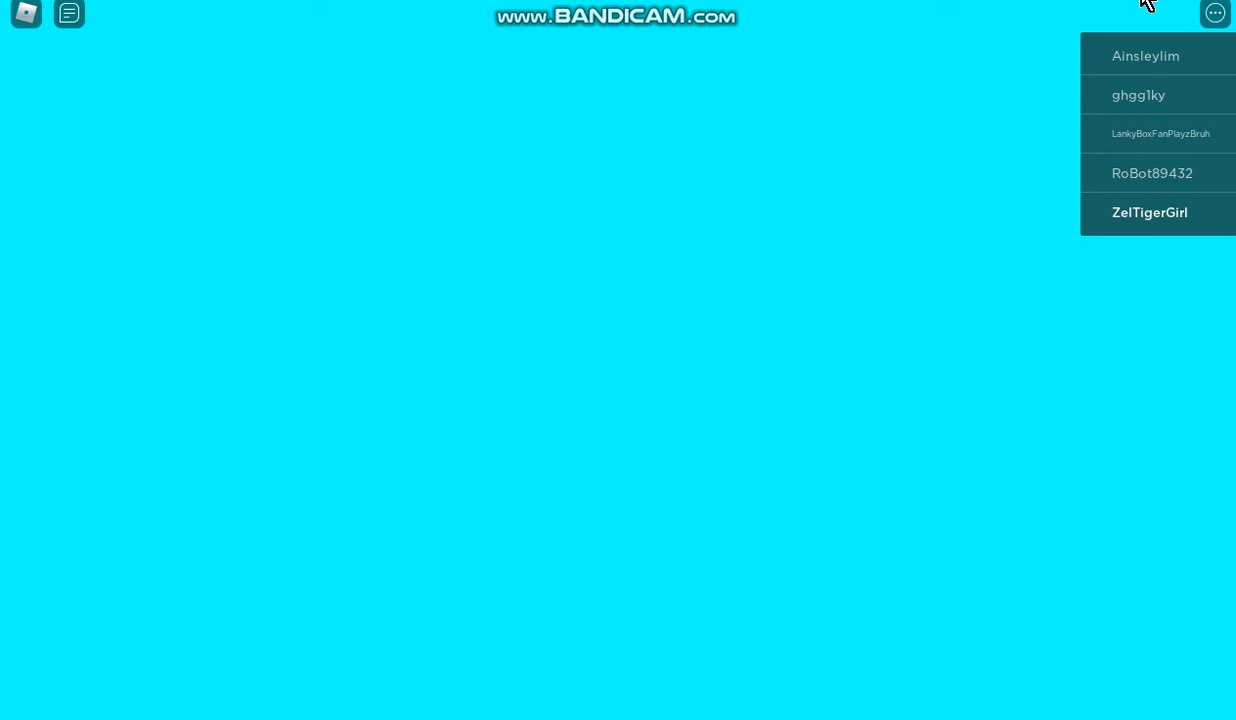 www.BANDICAM.com
Ainsleylim
ghgg1ky
LankyBoxFanPlayzBruh
RoBot89432
ZelTigerGirl